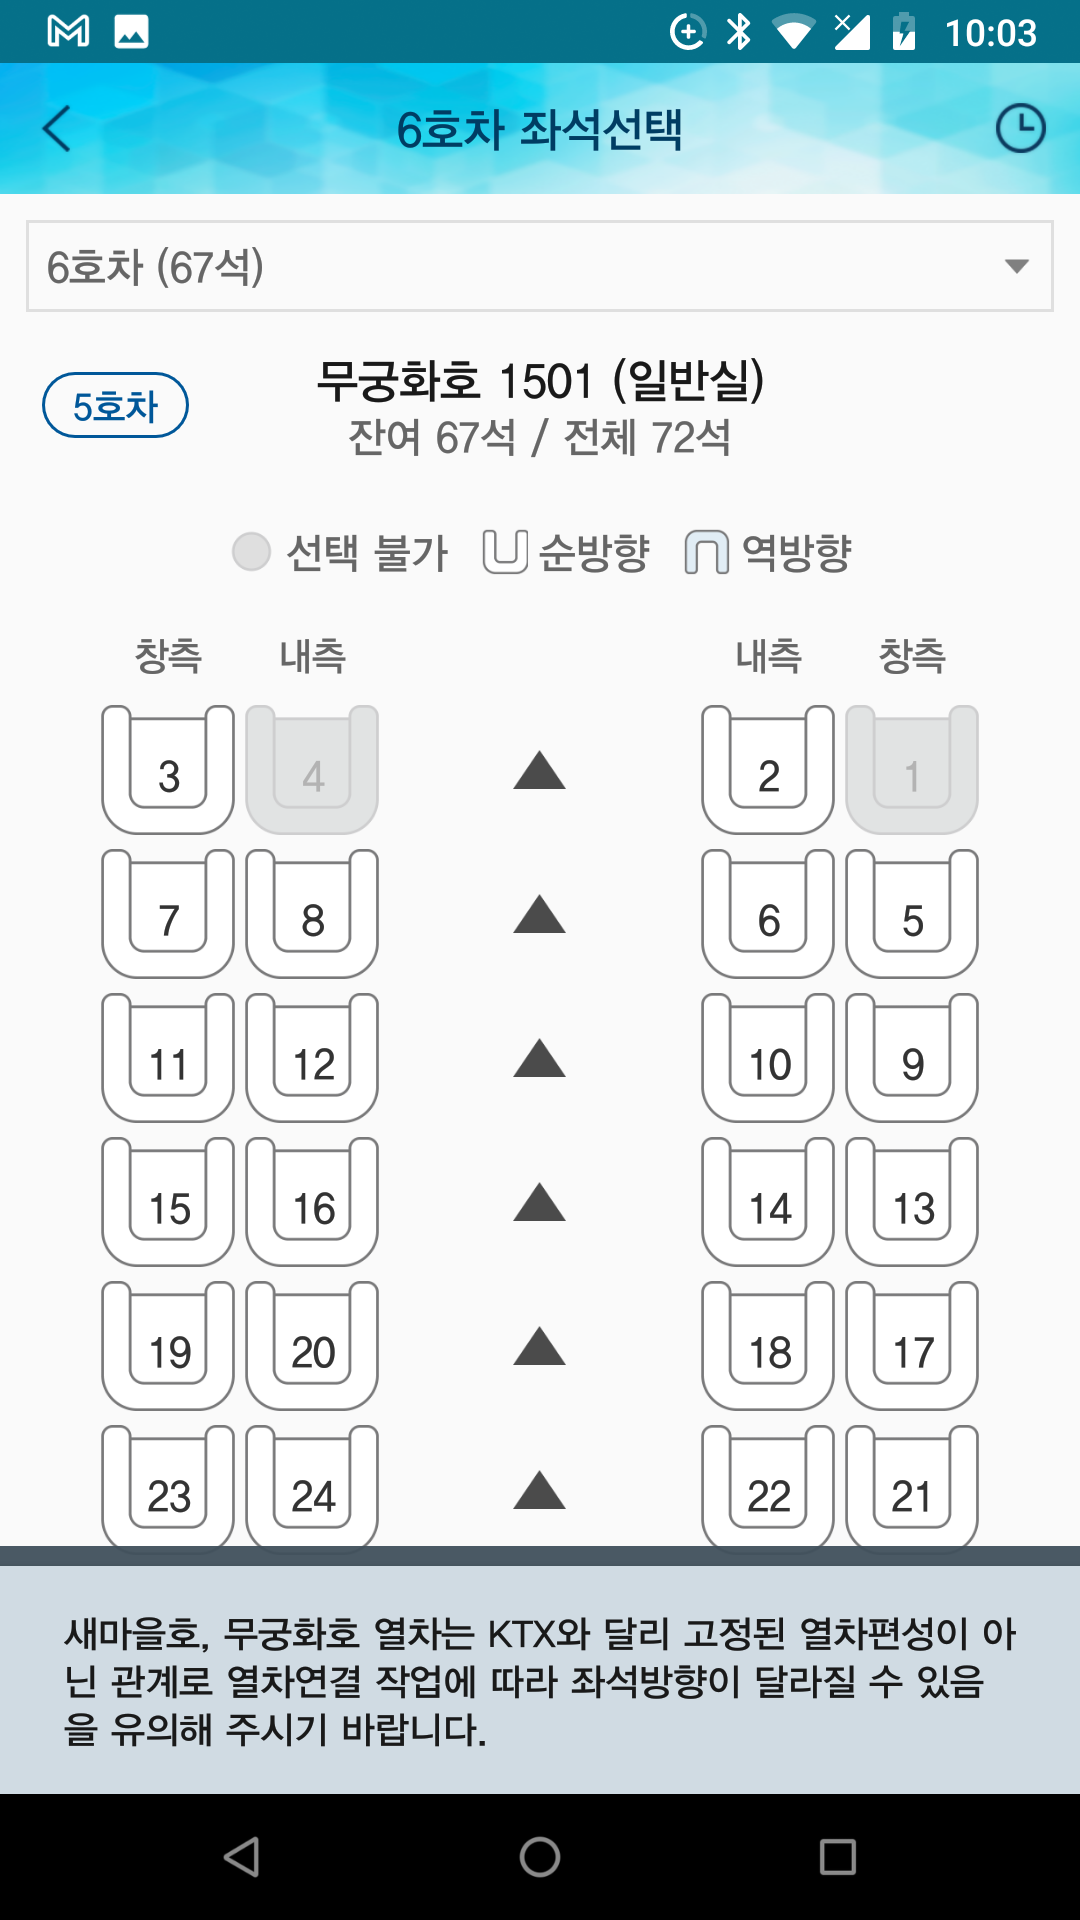 10:03
6호차 좌석선택
6호차 (67석)
5호차
무궁화호 1501 (일반실)
잔여 67석 / 전체 72석
선택 불가 순방향 역방향
창측 내측 내측 창측
3 4 2 1
7 8 6 5
11 12 10 9
15 16 14 13
19 20 18 17
23 24 22 21
새마을호, 무궁화호 열차는 KTX와 달리 고정된 열차편성이 아
닌 관계로 열차연결 작업에 따라 좌석방향이 달라질 수 있음
을 유의해 주시기 바랍니다.